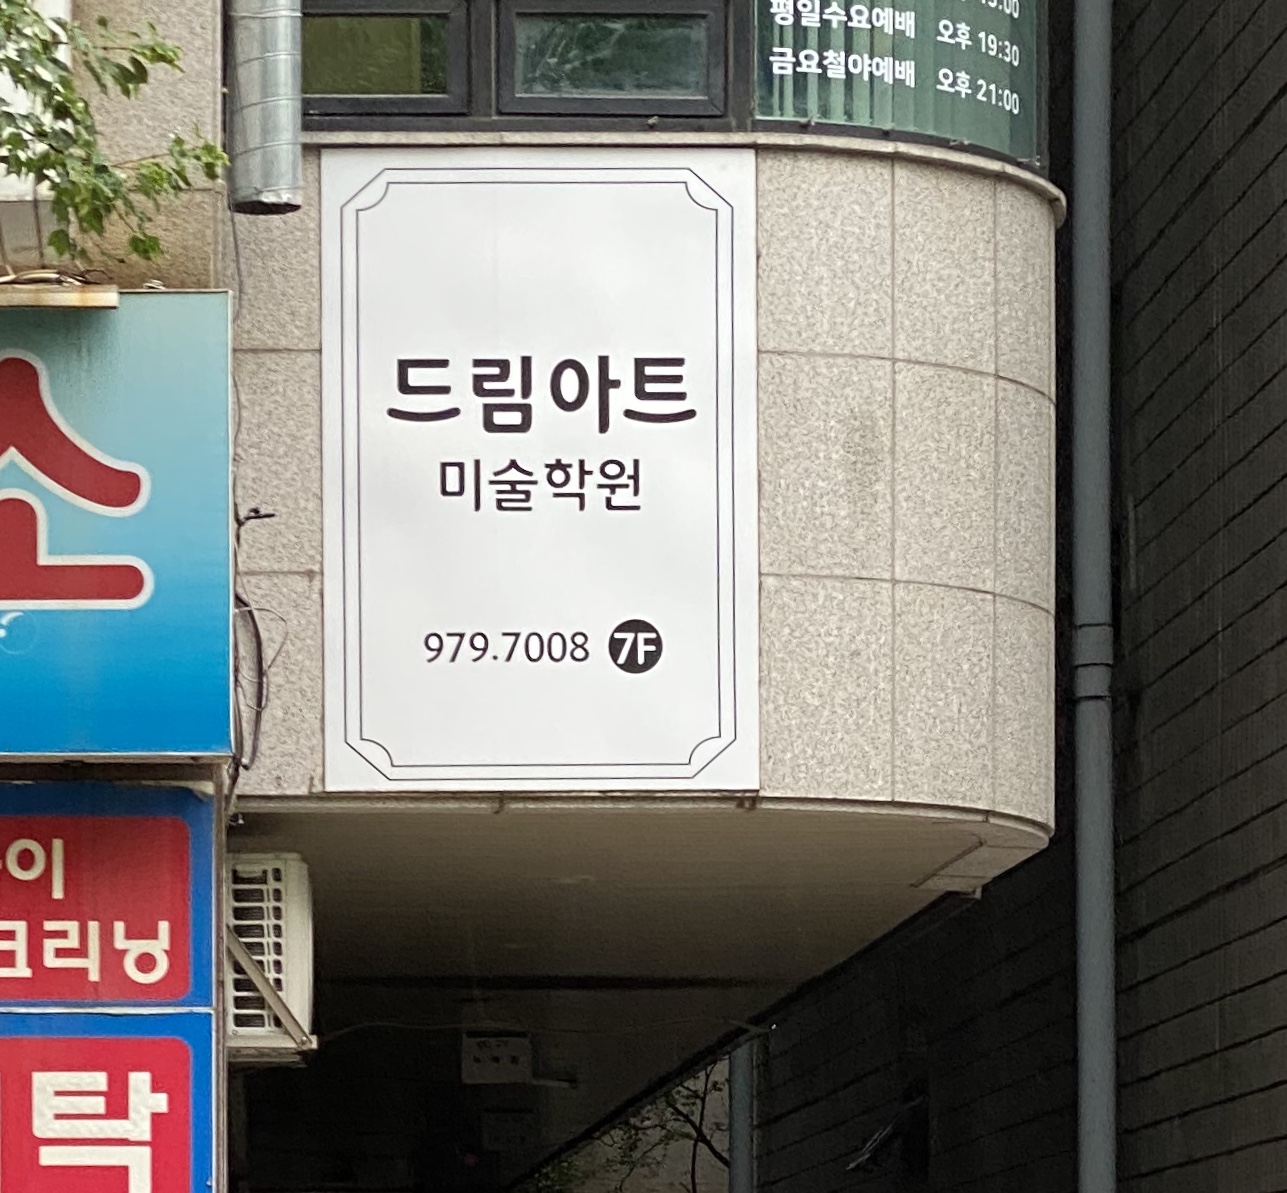 평일수요예배 오후 19:30
금요철야예배 오후 21:00
드림아트
미술학원
979.7008 7F
소
이
크리닝
탁